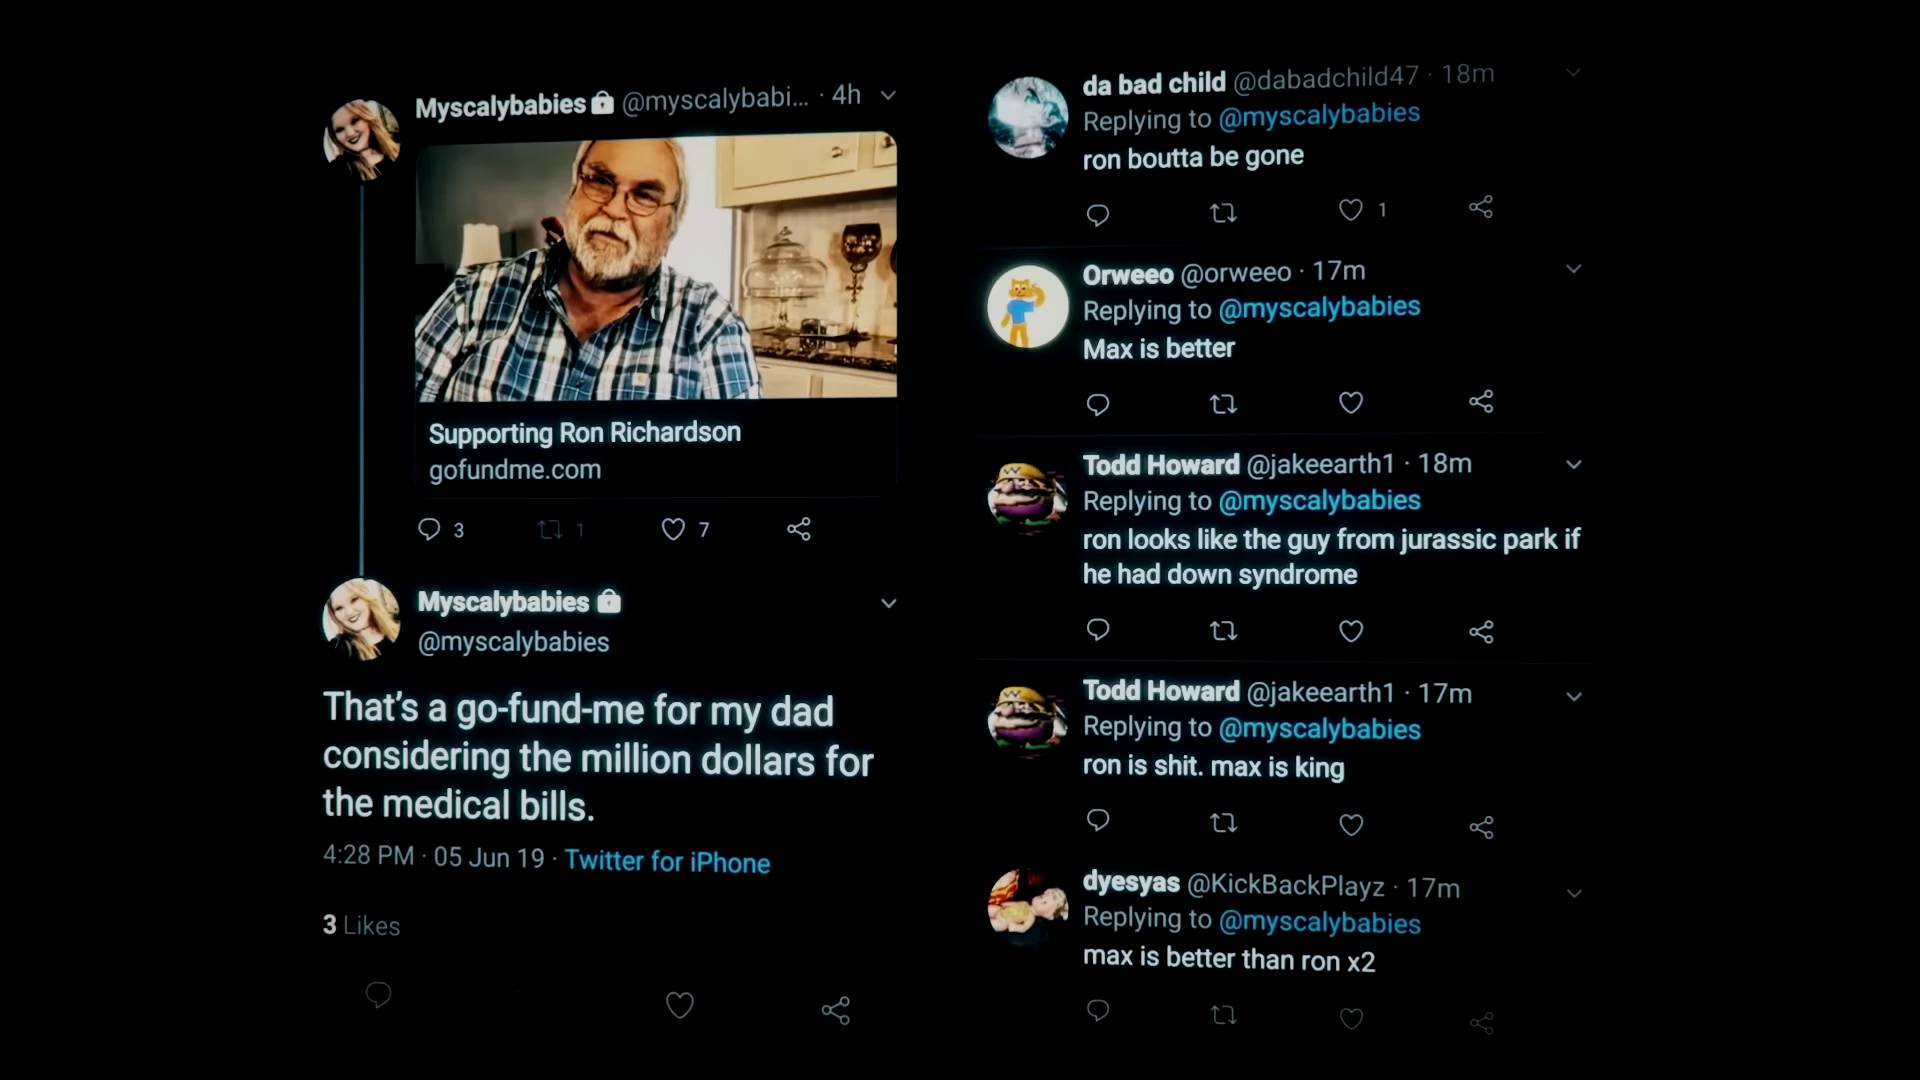 Myscalybabies @myscalybabi... · 4h
Supporting Ron Richardson
gofundme.com
3 1 7
Myscalybabies
@myscalybabies
That's a go-fund-me for my dad
considering the million dollars for
the medical bills.
4:28 PM · 05 Jun 19 · Twitter for iPhone
3 Likes
da bad child @dabadchild47 · 18m
Replying to @myscalybabies
ron boutta be gone
1
Orweeo @orweeo · 17m
Replying to @myscalybabies
Max is better
Todd Howard @jakeearth1 · 18m
Replying to @myscalybabies
ron looks like the guy from jurassic park if
he had down syndrome
Todd Howard @jakeearth1 · 17m
Replying to @myscalybabies
ron is shit. max is king
dyesyas @KickBackPlayz · 17m
Replying to @myscalybabies
max is better than ron x2